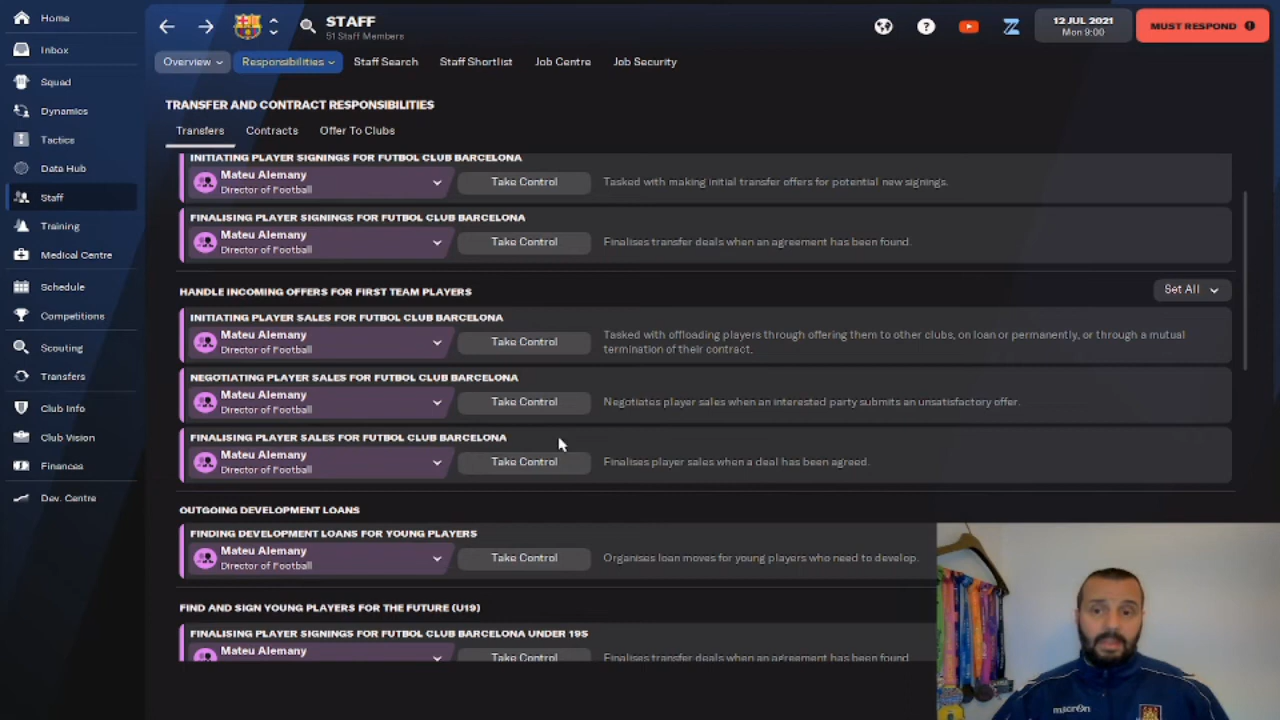 Home
Inbox
Squad
Dynamics
Tactics
Data Hub
Staff
Training
Medical Centre
Schedule
Competitions
Scouting
Transfers
Club Info
Club Vision
Finances
Dev. Centre
STAFF
51 Staff Members
12 JUL 2021
Mon 9:00
MUST RESPOND
Overview
Responsibilities
Staff Search
Staff Shortlist
Job Centre
Job Security
TRANSFER AND CONTRACT RESPONSIBILITIES
Transfers
Contracts
Offer To Clubs
INITIATING PLAYER SIGNINGS FOR FUTBOL CLUB BARCELONA
Mateu Alemany
Director of Football
Take Control
Tasked with making initial transfer offers for potential new signings.
FINALISING PLAYER SIGNINGS FOR FUTBOL CLUB BARCELONA
Mateu Alemany
Director of Football
Take Control
Finalises transfer deals when an agreement has been found.
HANDLE INCOMING OFFERS FOR FIRST TEAM PLAYERS
Set All
INITIATING PLAYER SALES FOR FUTBOL CLUB BARCELONA
Mateu Alemany
Director of Football
Take Control
Tasked with offloading players through offering them to other clubs, on loan or permanently, or through a mutual
termination of their contract.
NEGOTIATING PLAYER SALES FOR FUTBOL CLUB BARCELONA
Mateu Alemany
Director of Football
Take Control
Negotiates player sales when an interested party submits an unsatisfactory offer.
FINALISING PLAYER SALES FOR FUTBOL CLUB BARCELONA
Mateu Alemany
Director of Football
Take Control
Finalises player sales when a deal has been agreed.
OUTGOING DEVELOPMENT LOANS
FINDING DEVELOPMENT LOANS FOR YOUNG PLAYERS
Mateu Alemany
Director of Football
Take Control
Organises loan moves for young players who need to develop.
FIND AND SIGN YOUNG PLAYERS FOR THE FUTURE (U19)
FINALISING PLAYER SIGNINGS FOR FUTBOL CLUB BARCELONA UNDER 19S
Mateu Alemany
Take Control
Finalises transfer deals when an agreement has been found
macron